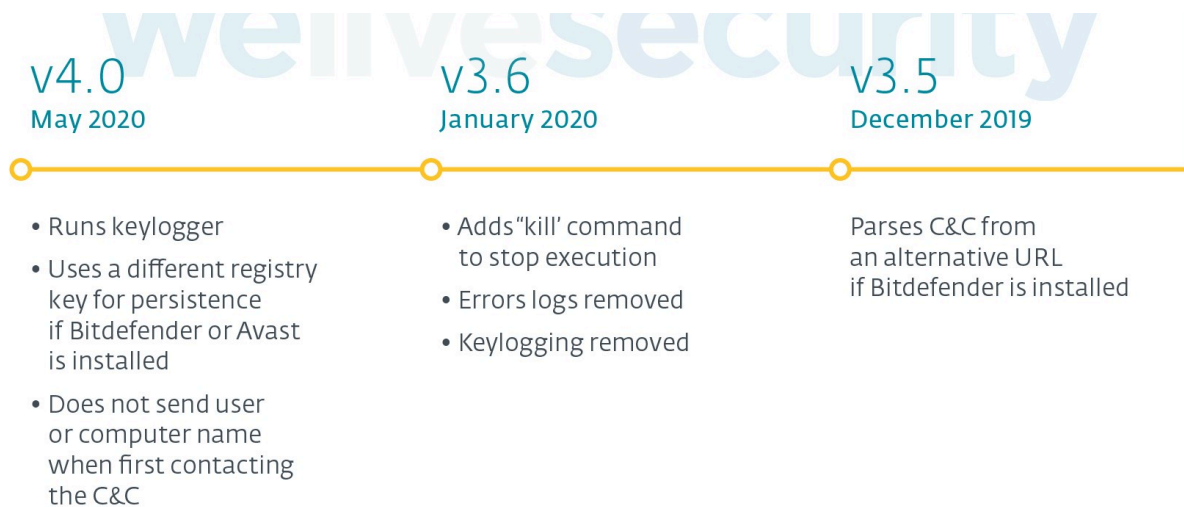 welivesecurity
v4.0
May 2020
• Runs keylogger
• Uses a different registry
key for persistence
if Bitdefender or Avast
is installed
• Does not send user
or computer name
when first contacting
the C&C
v3.6
January 2020
• Adds “kill’ command
to stop execution
• Errors logs removed
• Keylogging removed
v3.5
December 2019
Parses C&C from
an alternative URL
if Bitdefender is installed